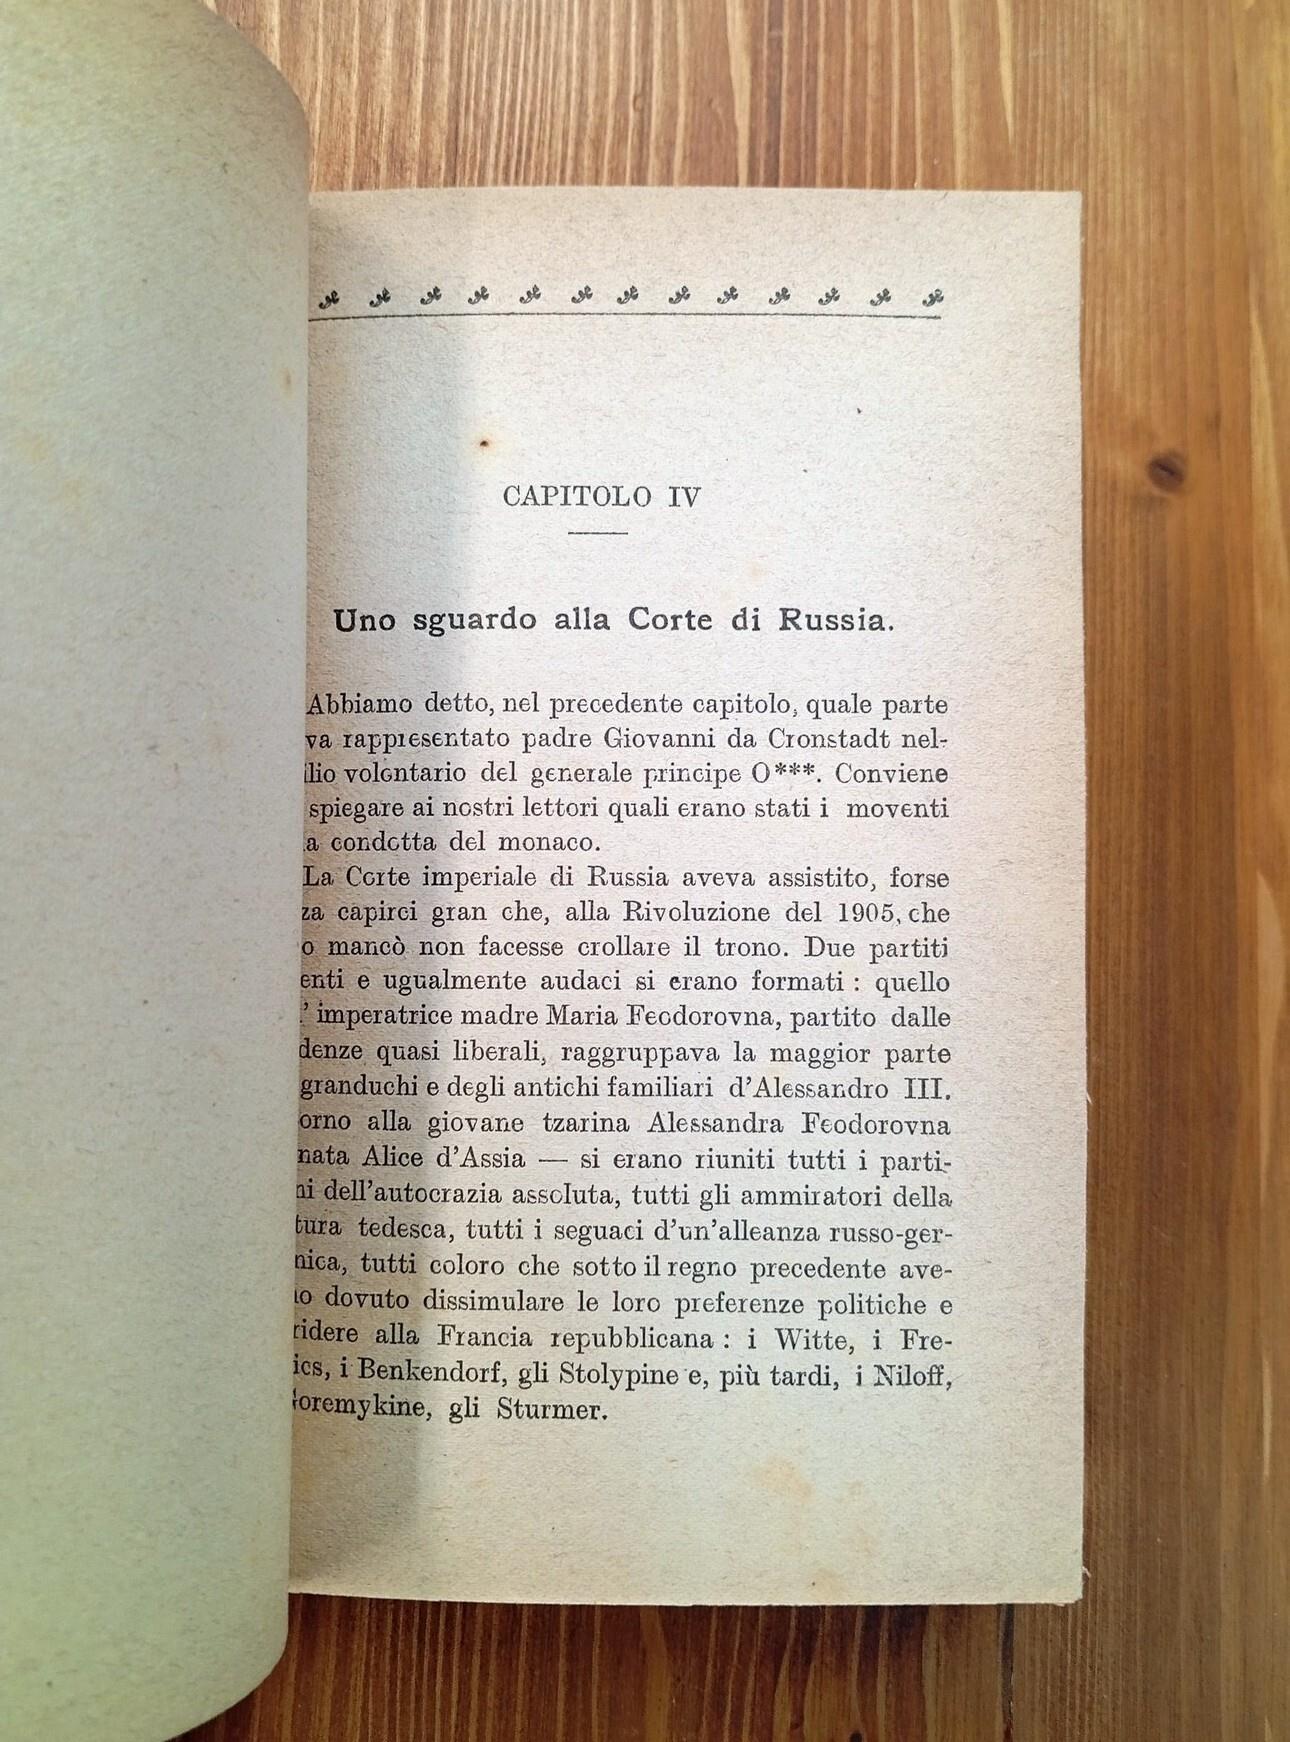 CAPITOLO IV
Uno sguardo alla Corte di Russia.
Abbiamo detto, nel precedente capitolo, quale parte
va rappresentato padre Giovanni da Cronstadt nel-
lio volontario del generale principe O***. Conviene
spiegare ai nostri lettori quali erano stati i moventi
a condotta del monaco.
La Corte imperiale di Russia aveva assistito, forse
za capirci gran che, alla Rivoluzione del 1905, che
o mancò non facesse crollare il trono. Due partiti
enti e ugualmente audaci si erano formati : quello
' imperatrice madre Maria Feodorovna, partito dalle
denze quasi liberali, raggruppava la maggior parte
granduchi e degli antichi familiari d'Alessandro III.
orno alla giovane tzarina Alessandra Feodorovna
nata Alice d'Assia — si erano riuniti tutti i parti-
ni dell'autocrazia assoluta, tutti gli ammiratori della
tura tedesca, tutti i seguaci d'un'alleanza russo-ger-
nica, tutti coloro che sotto il regno precedente ave-
o dovuto dissimulare le loro preferenze politiche e
ridere alla Francia repubblicana : i Witte, i Fre-
ics, i Benkendorf, gli Stolypine e, più tardi, i Niloff,
oremykine, gli Sturmer.